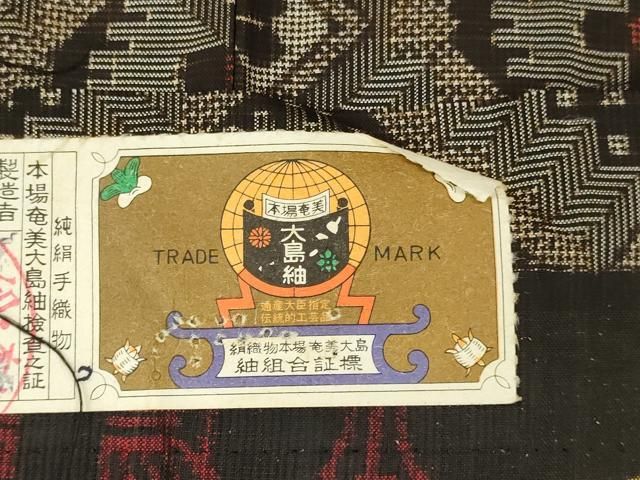 本場奄美
大島紬
TRADE MARK
通産大臣指定
伝統的工芸品
絹織物本場奄美大島
紬組合証標
純絹手織物
本場奄美大島紬検査之証
製造者